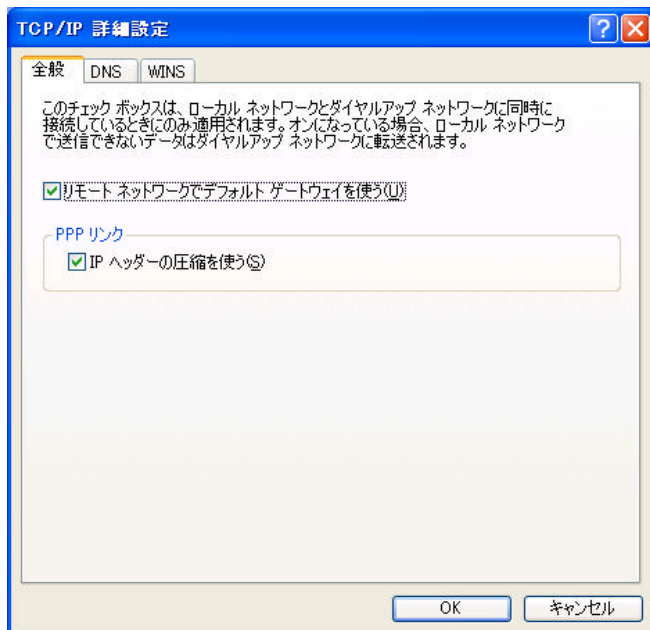 TCP/IP 詳細設定
全般 DNS WINS
このチェック ボックスは、ローカル ネットワークとダイヤルアップ ネットワークに同時に
接続しているときにのみ適用されます。オンになっている場合、ローカル ネットワーク
で送信できないデータはダイヤルアップ ネットワークに転送されます。
リモート ネットワークでデフォルト ゲートウェイを使う(U)
PPP リンク
IP ヘッダーの圧縮を使う(S)
OK キャンセル